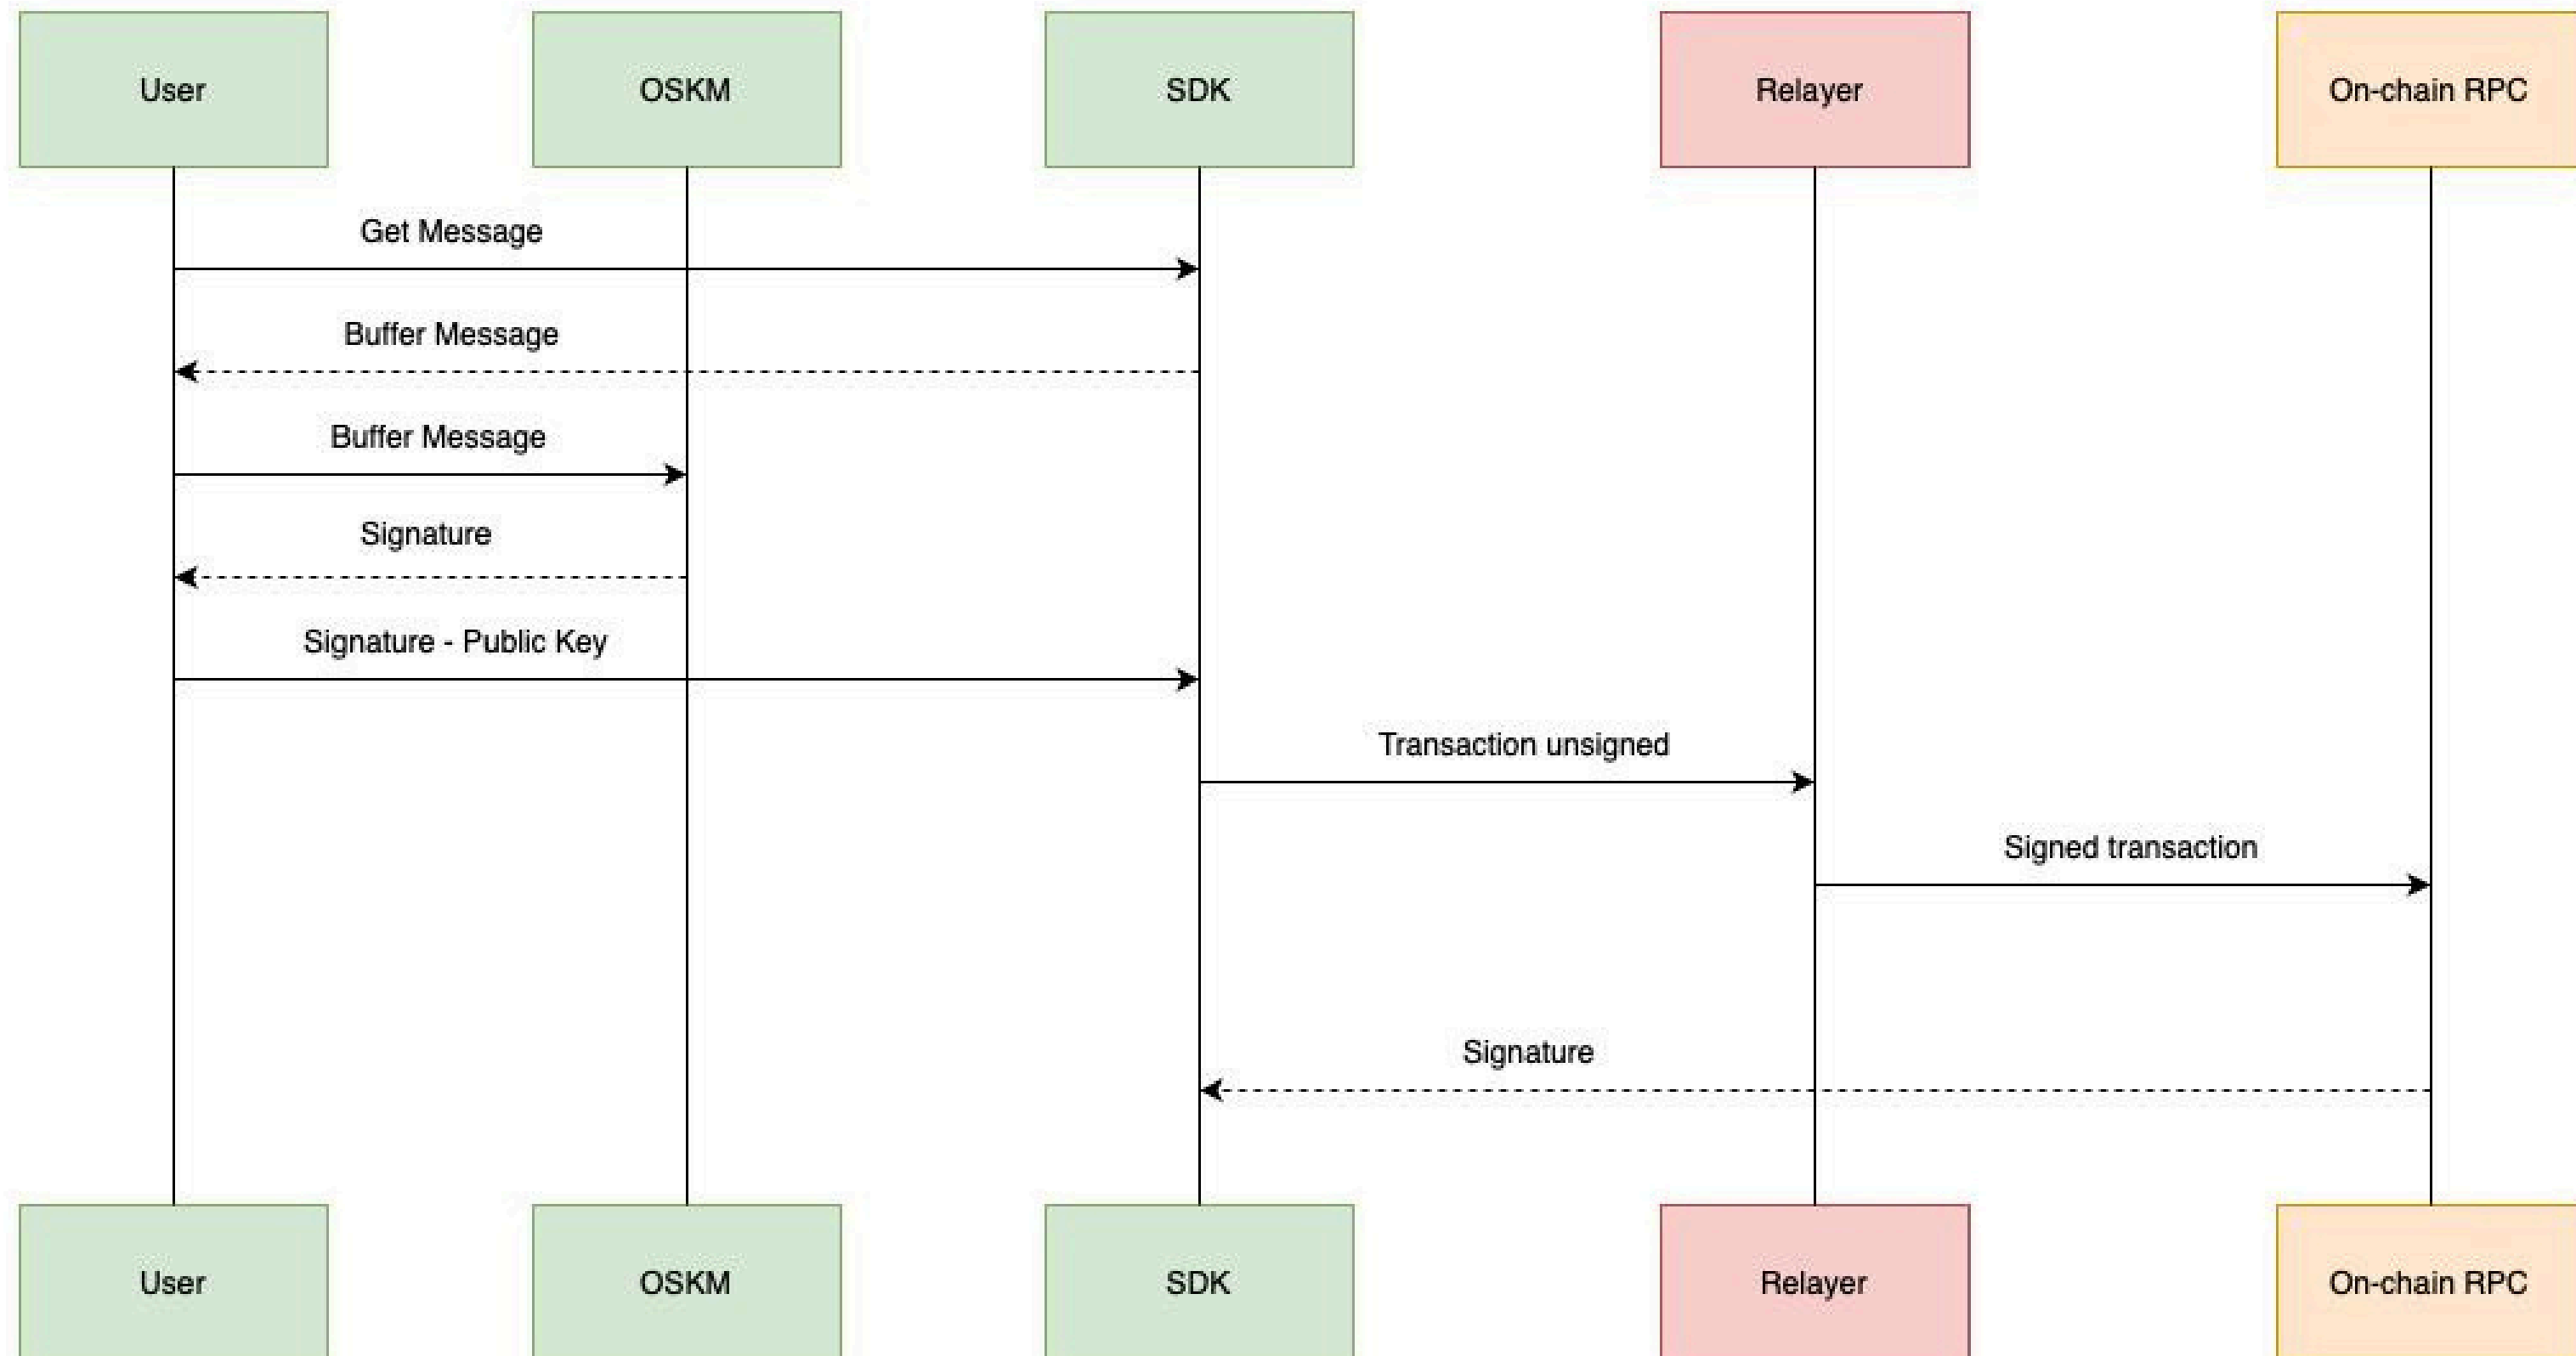 User
OSKM
SDK
Relayer
On-chain RPC
Get Message
Buffer Message
Buffer Message
Signature
Signature - Public Key
Transaction unsigned
Signed transaction
Signature
User
OSKM
SDK
Relayer
On-chain RPC